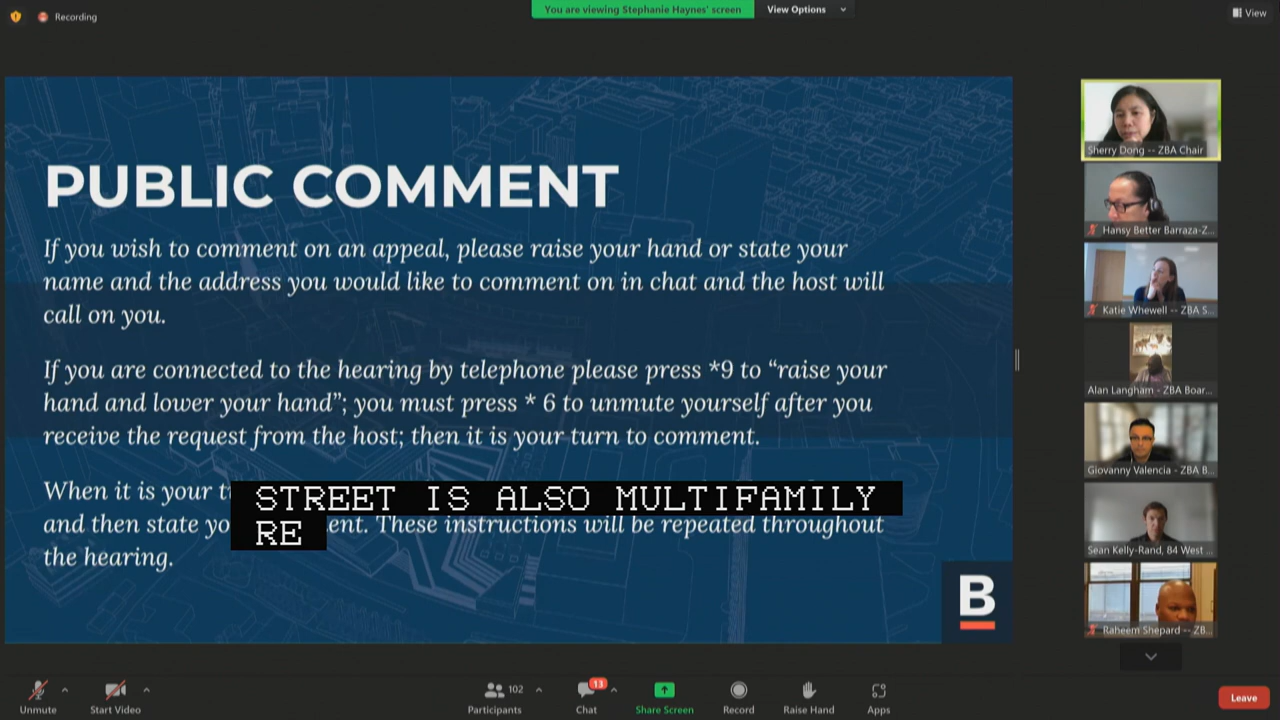 Recording
You are viewing Stephanie Haynes' screen
View Options
View
PUBLIC COMMENT
If you wish to comment on an appeal, please raise your hand or state your
name and the address you would like to comment on in chat and the host will
call on you.
If you are connected to the hearing by telephone please press *9 to “raise your
hand and lower your hand”; you must press * 6 to unmute yourself after you
receive the request from the host; then it is your turn to comment.
When it is your
and then state yo ent. These instructions will be repeated throughout
the hearing.
STREET IS ALSO MULTIFAMILY
RE
B
Sherry Dong -- ZBA Chair
Hansy Better Barraza-Z...
Katie Whewell -- ZBA S...
Alan Langham - ZBA Boar...
Giovanny Valencia - ZBA B...
Sean Kelly-Rand, 84 West ...
Raheem Shepard -- ZB...
Unmute
Start Video
Participants
102
Chat
13
Share Screen
Record
Raise Hand
Apps
Leave